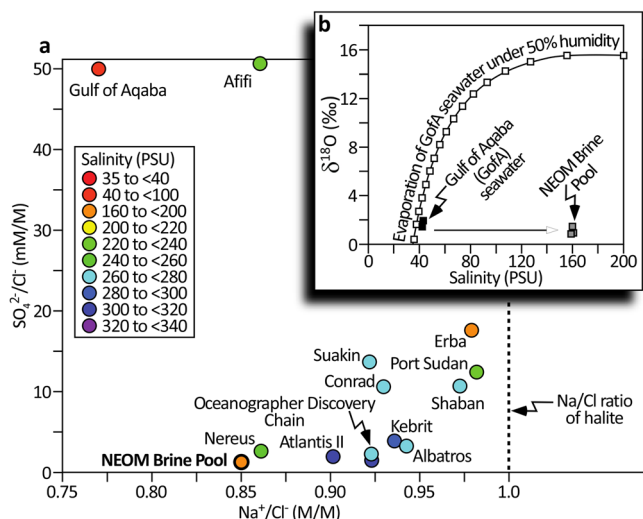 a
50
40
30
20
10
0
SO₄²⁻/Cl⁻ (mM/M)
Gulf of Aqaba
Afifi
Salinity (PSU)
35 to <40
40 to <100
160 to <200
200 to <220
220 to <240
240 to <260
260 to <280
280 to <300
300 to <320
320 to <340
Erba
Suakin
Port Sudan
Conrad
Shaban
Oceanographer Discovery
Chain
Kebrit
Nereus
Atlantis II
Albatros
NEOM Brine Pool
Na/Cl ratio
of halite
0.75
0.80
0.85
0.90
0.95
1.0
Na⁺/Cl⁻ (M/M)
b
16
12
8
4
0
δ¹⁸O (‰)
Evaporation of GofA seawater under 50% humidity
Gulf of Aqaba
(GofA)
seawater
NEOM Brine
Pool
0
40
80
120
160
200
Salinity (PSU)